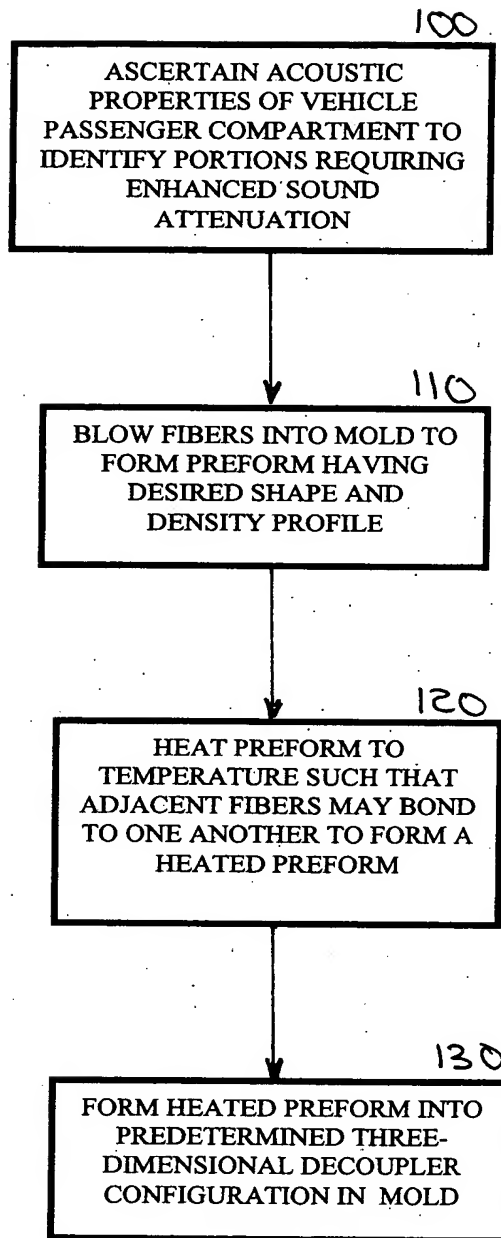 100
ASCERTAIN ACOUSTIC
PROPERTIES OF VEHICLE
PASSENGER COMPARTMENT TO
IDENTIFY PORTIONS REQUIRING
ENHANCED SOUND
ATTENUATION
110
BLOW FIBERS INTO MOLD TO
FORM PREFORM HAVING
DESIRED SHAPE AND
DENSITY PROFILE
120
HEAT PREFORM TO
TEMPERATURE SUCH THAT
ADJACENT FIBERS MAY BOND
TO ONE ANOTHER TO FORM A
HEATED PREFORM
130
FORM HEATED PREFORM INTO
PREDETERMINED THREE-
DIMENSIONAL DECOUPLER
CONFIGURATION IN MOLD